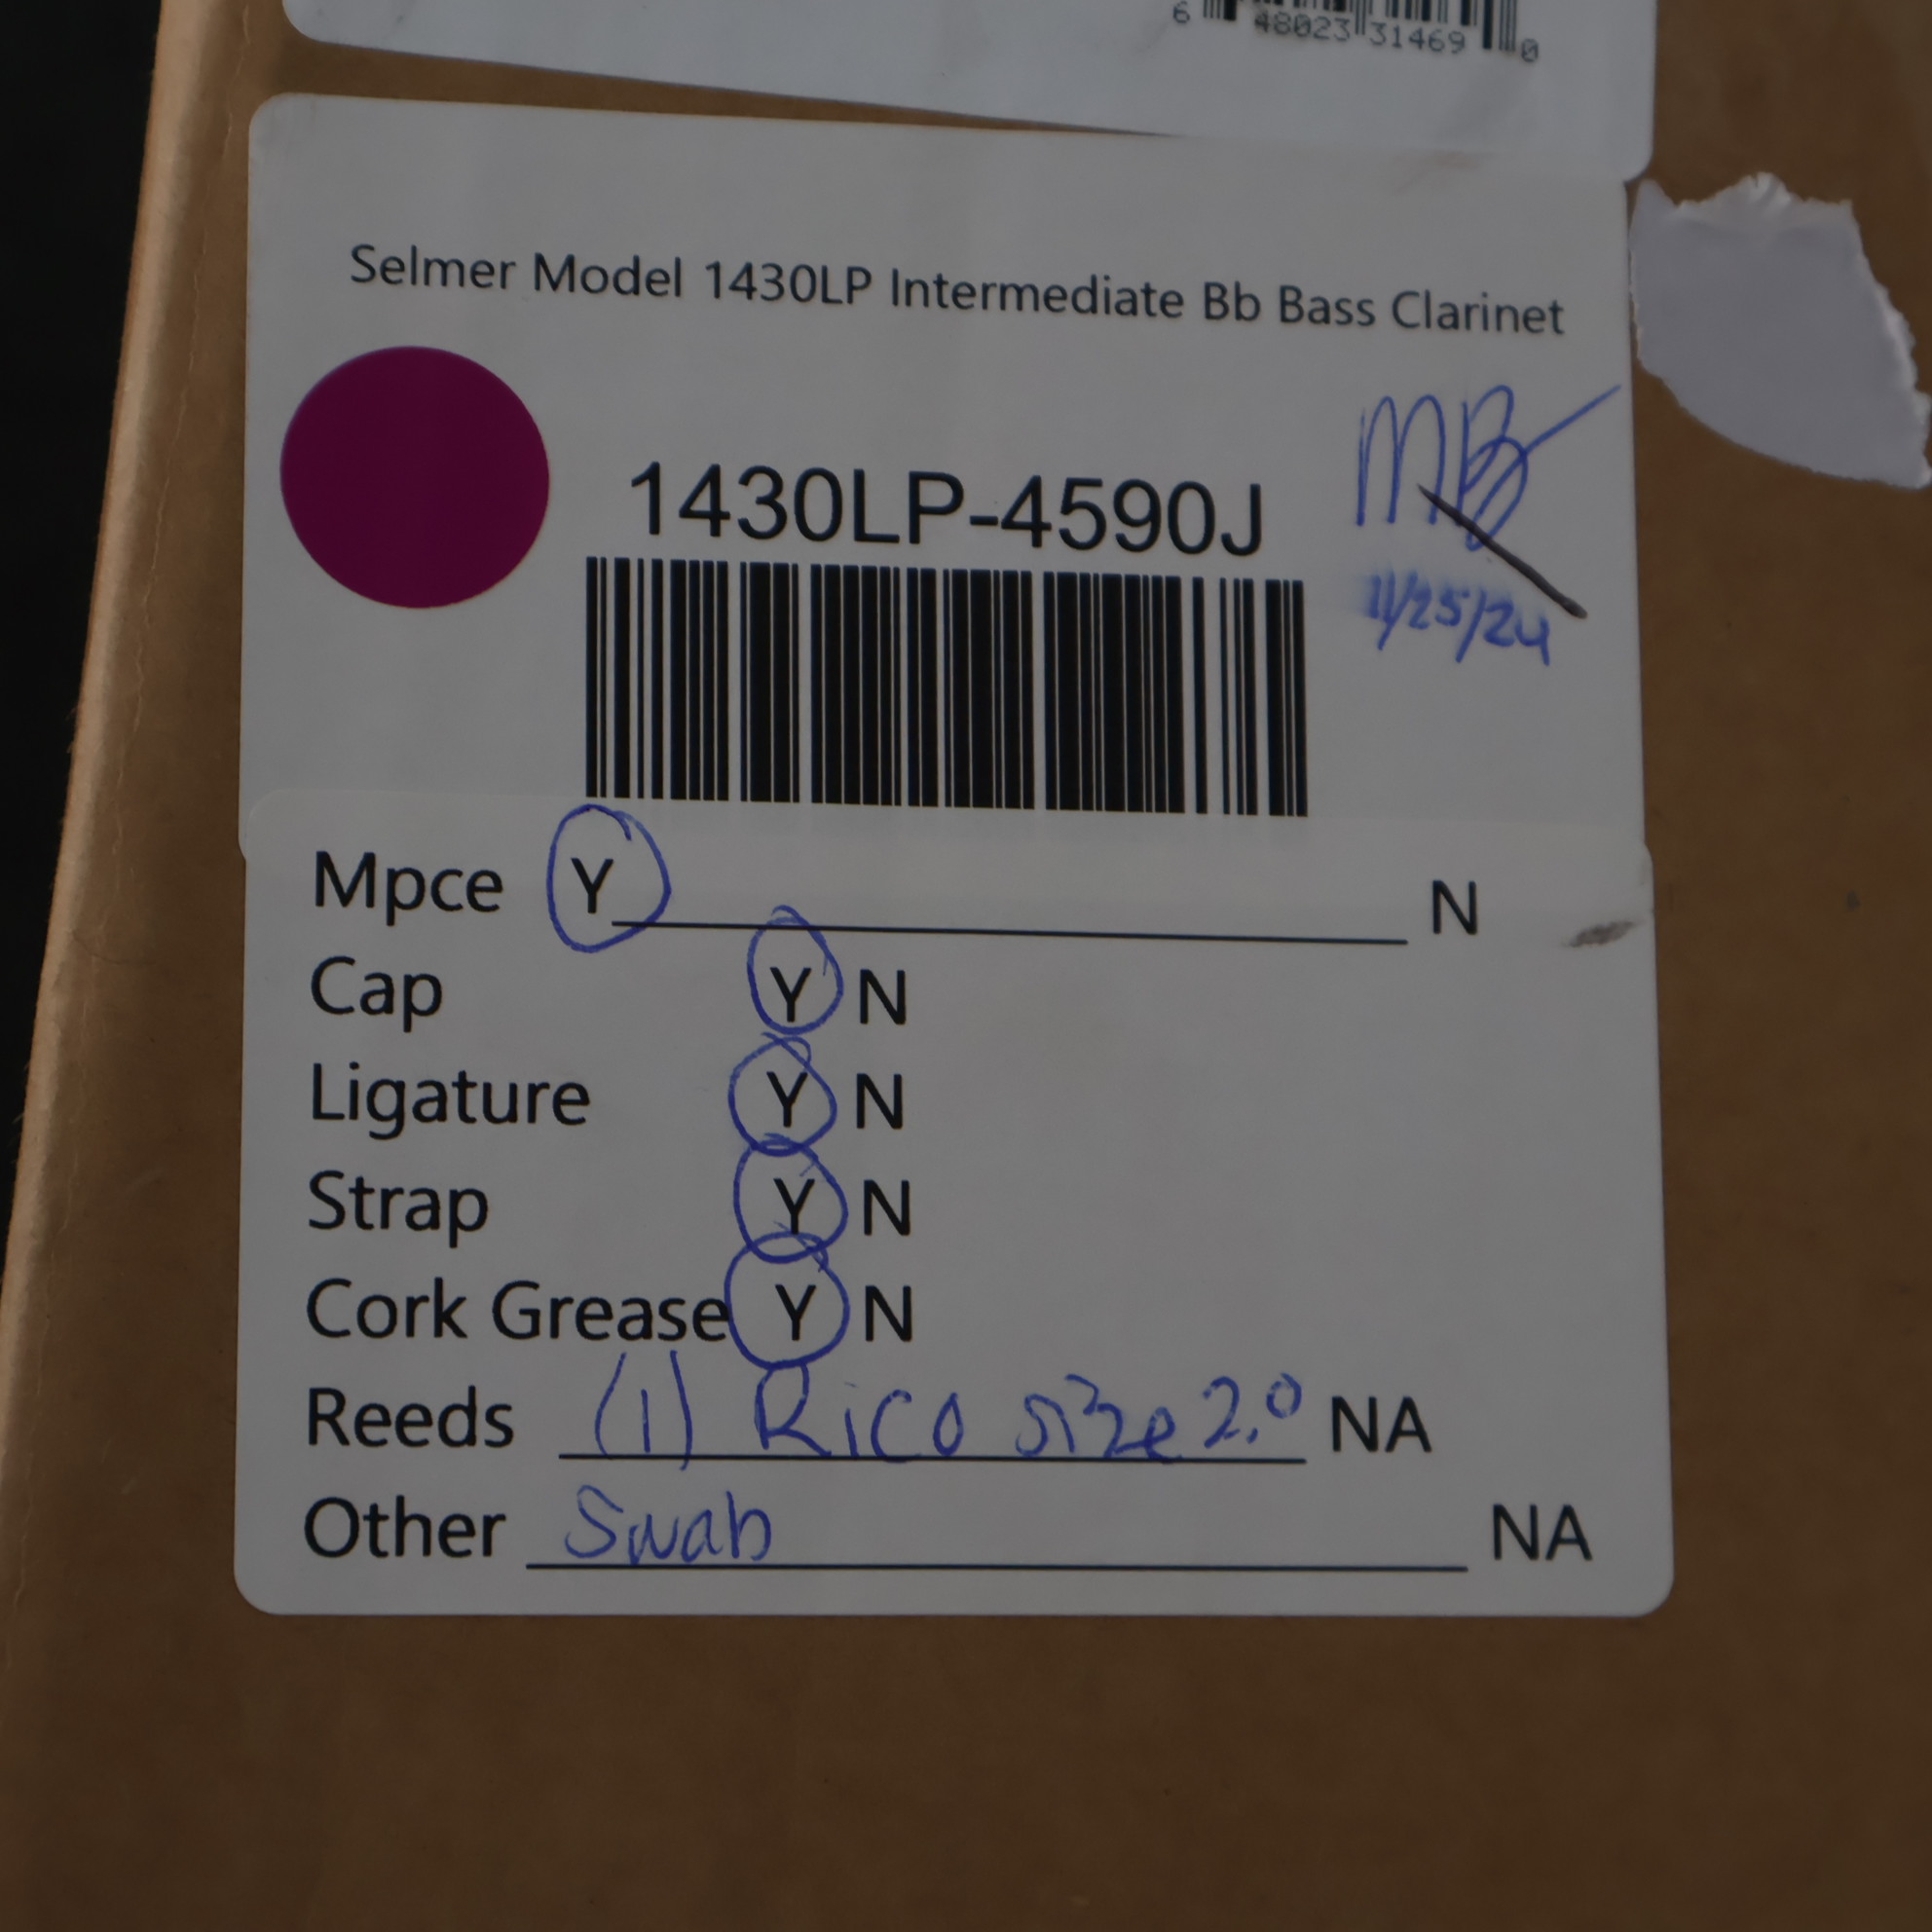 6 48023 31469 0
Selmer Model 1430LP Intermediate Bb Bass Clarinet
MB
1430LP-4590J
11/25/24
Mpce Y N
Cap Y N
Ligature Y N
Strap Y N
Cork Grease Y N
Reeds (1) Rico size 2.0 NA
Other Swab NA